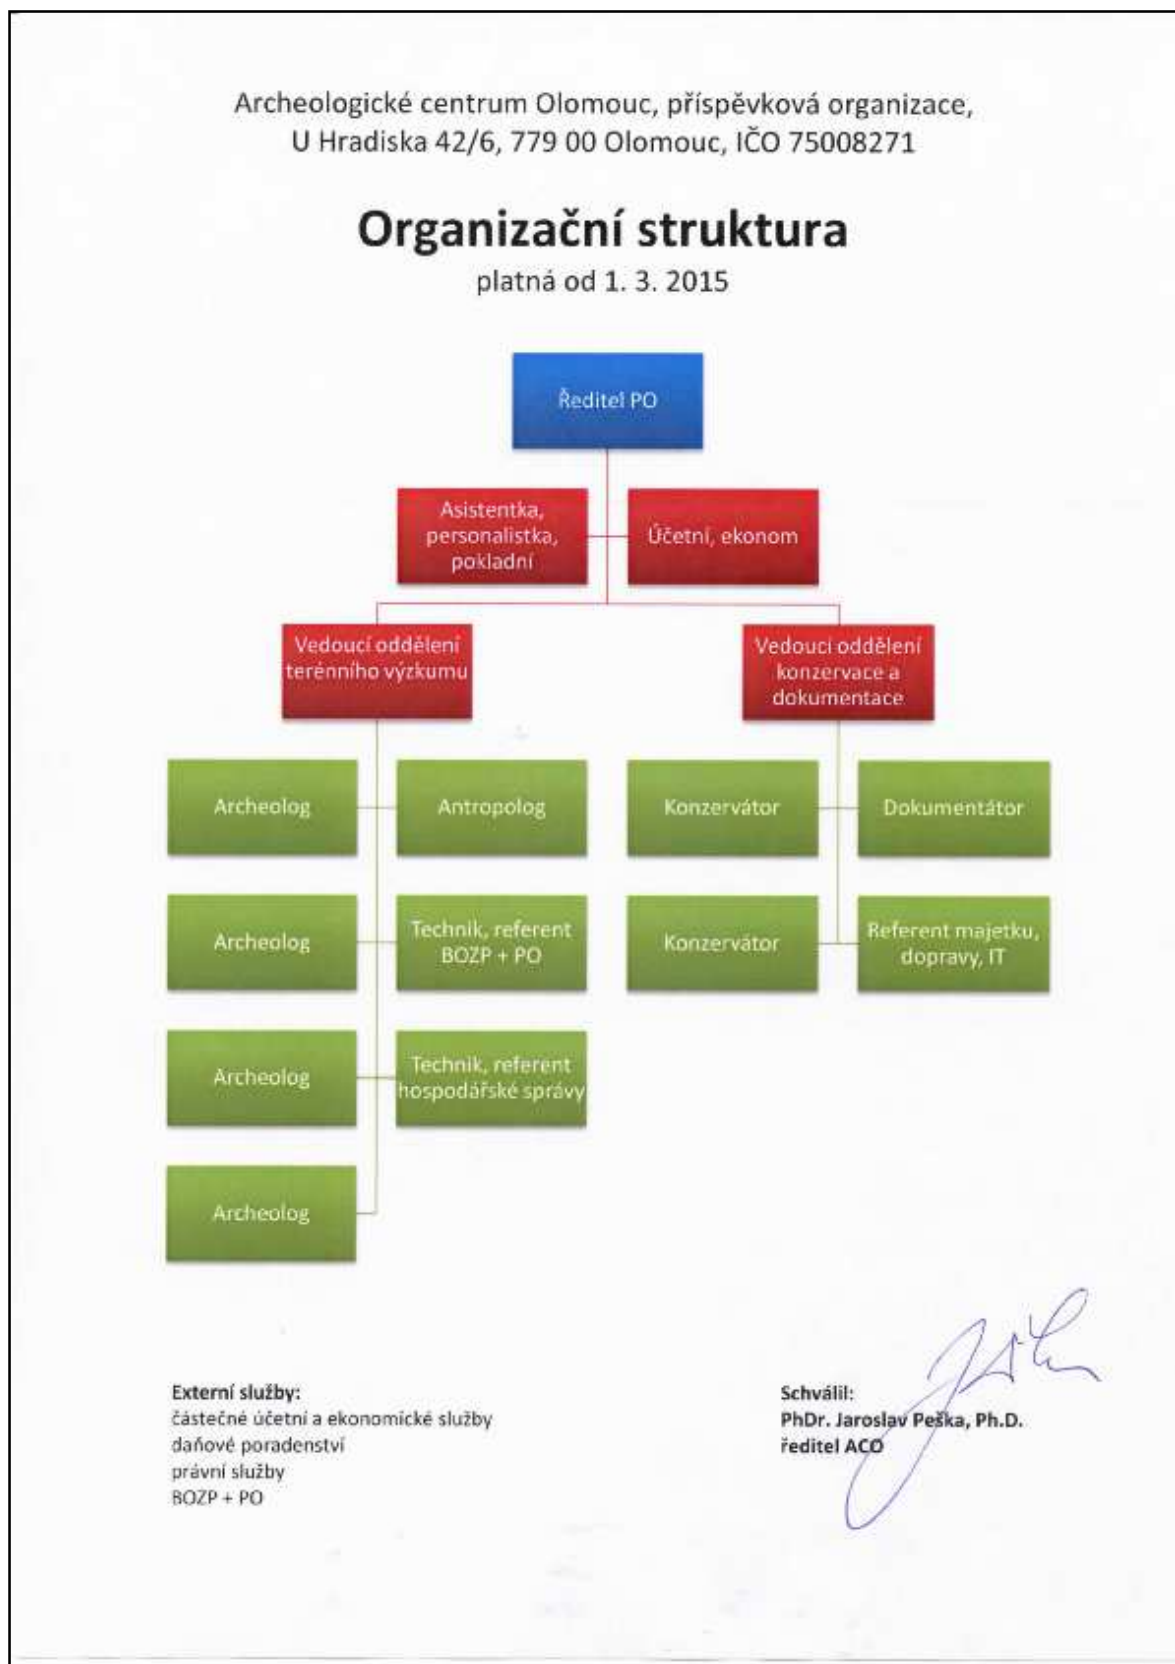 Archeologické centrum Olomouc, příspěvková organizace,
U Hradiska 42/6, 779 00 Olomouc, IČO 75008271
Organizační struktura
platná od 1. 3. 2015
Ředitel PO
Asistentka,
personalistka,
pokladní
Účetní, ekonom
Vedoucí oddělení
terénního výzkumu
Vedoucí oddělení
konzervace a
dokumentace
Archeolog
Antropolog
Konzervátor
Dokumentátor
Archeolog
Technik, referent
BOZP + PO
Konzervátor
Referent majetku,
dopravy, IT
Archeolog
Technik, referent
hospodářské správy
Archeolog
Externí služby:
částečné účetní a ekonomické služby
daňové poradenství
právní služby
BOZP + PO
Schválil:
PhDr. Jaroslav Peška, Ph.D.
ředitel ACO